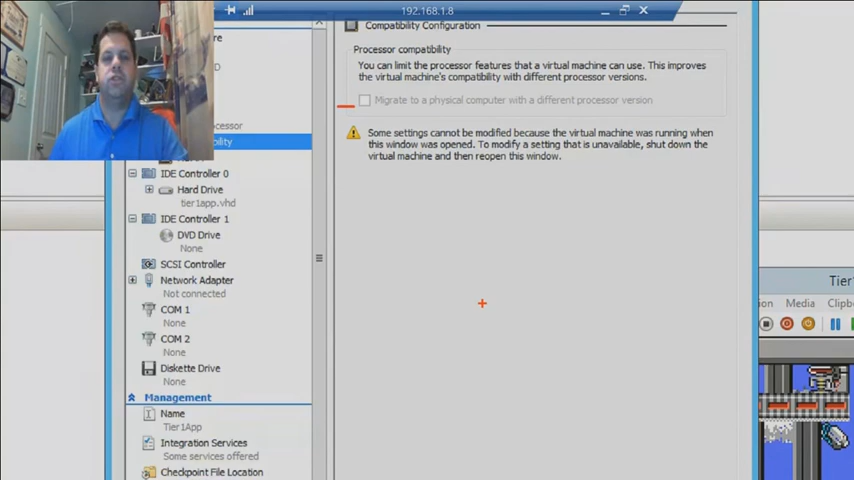 192.168.1.8
Compatibility Configuration
Processor compatibility
You can limit the processor features that a virtual machine can use. This improves
the virtual machine's compatibility with different processor versions.
Migrate to a physical computer with a different processor version
Some settings cannot be modified because the virtual machine was running when
this window was opened. To modify a setting that is unavailable, shut down the
virtual machine and then reopen this window.
IDE Controller 0
Hard Drive
tier1app.vhd
IDE Controller 1
DVD Drive
None
SCSI Controller
Network Adapter
Not connected
COM 1
None
COM 2
None
Diskette Drive
None
Management
Name
Tier1App
Integration Services
Some services offered
Checkpoint File Location
Tier1
Media